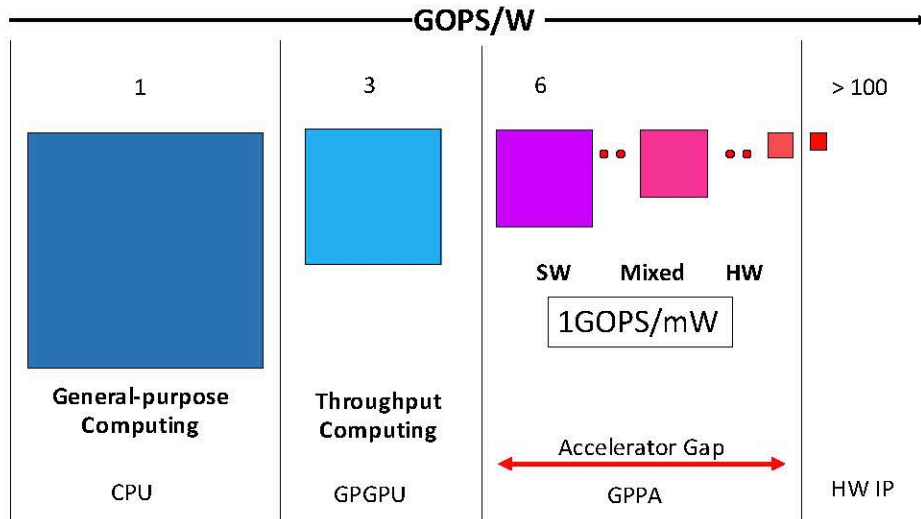 GOPS/W
1
3
6
> 100
SW Mixed HW
1GOPS/mW
General-purpose
Computing
Throughput
Computing
Accelerator Gap
CPU
GPGPU
GPPA
HW IP